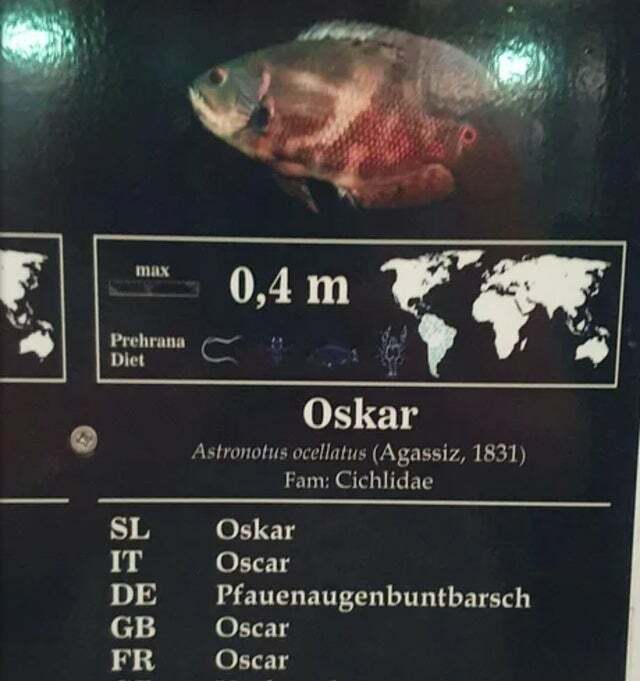 max
0,4 m
Prehrana
Diet
Oskar
Astronotus ocellatus (Agassiz, 1831)
Fam: Cichlidae
SL Oskar
IT Oscar
DE Pfauenaugenbuntbarsch
GB Oscar
FR Oscar